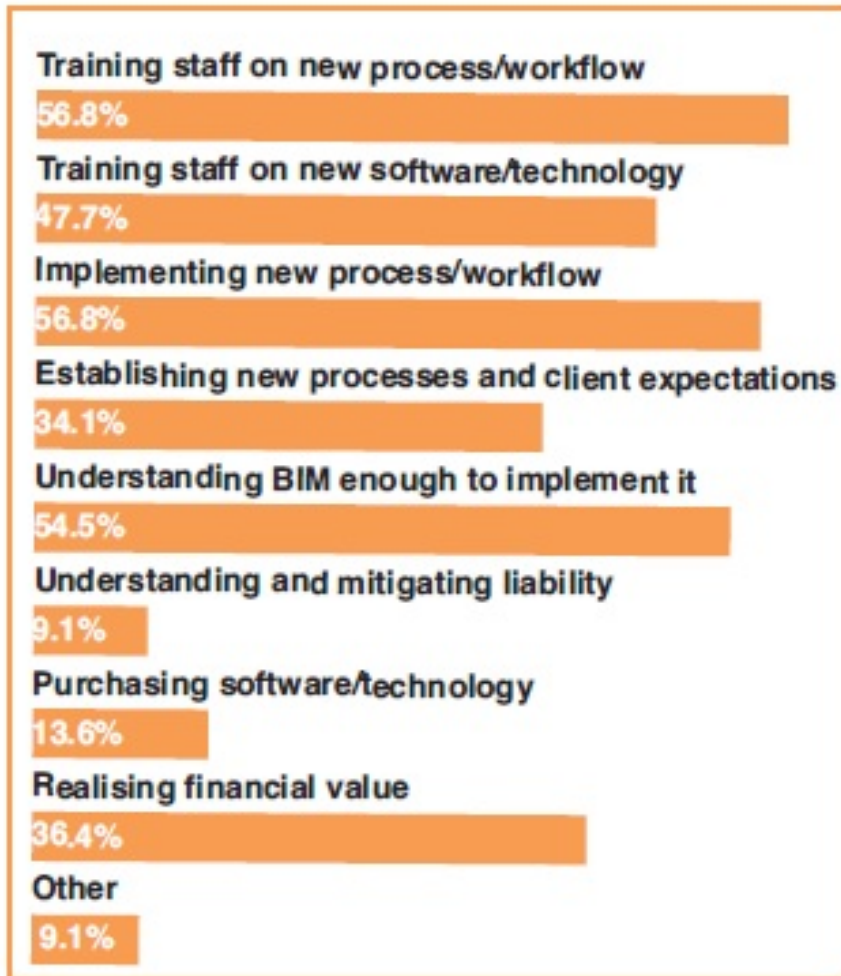 Training staff on new process/workflow
56.8%
Training staff on new software/technology
47.7%
Implementing new process/workflow
56.8%
Establishing new processes and client expectations
34.1%
Understanding BIM enough to implement it
54.5%
Understanding and mitigating liability
9.1%
Purchasing software/technology
13.6%
Realising financial value
36.4%
Other
9.1%